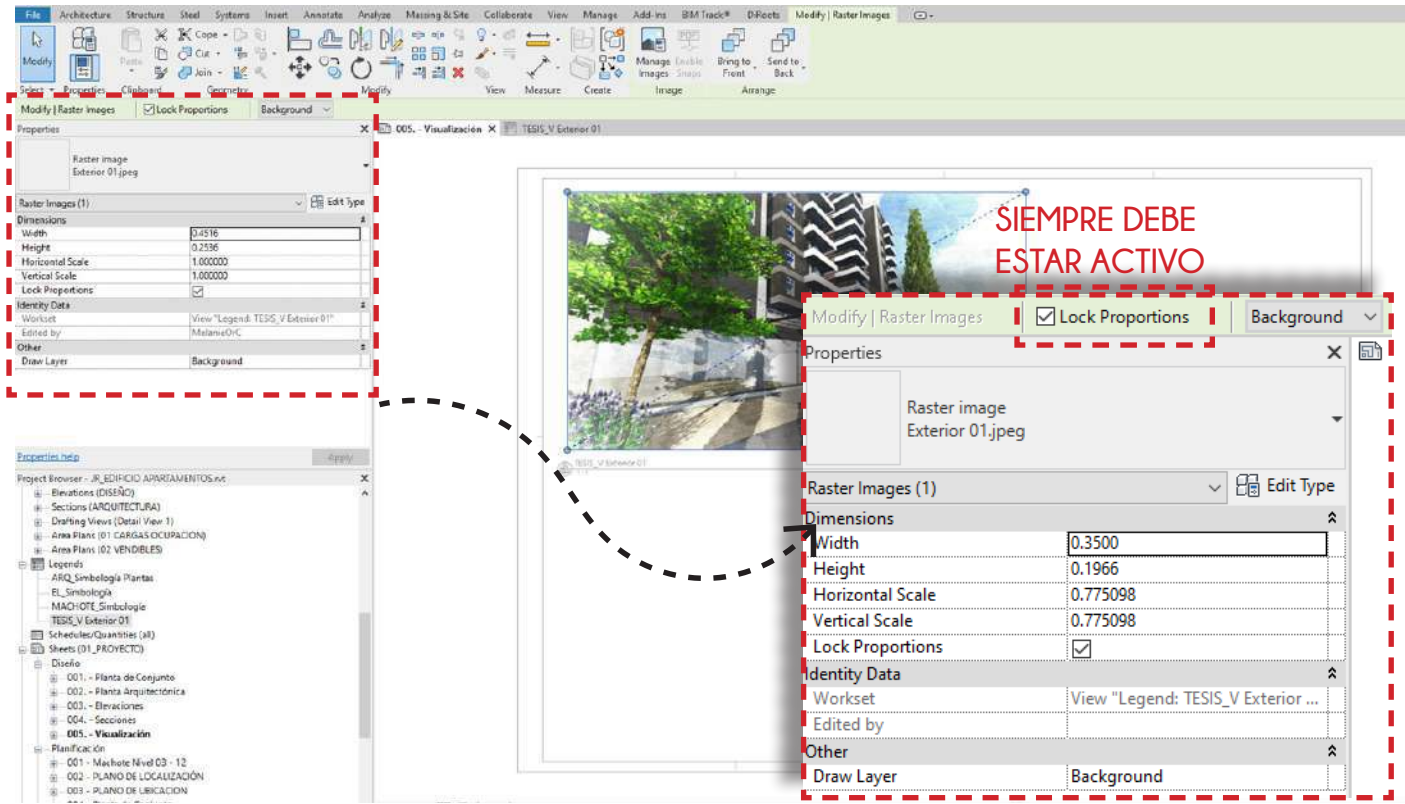 File Architecture Structure Steel Systems Insert Annotate Analyze Massing & Site Collaborate View Manage Add-Ins BIM Track® DiRoots Modify | Raster Images
Modify
Paste
Cope
Cut
Join
Manage Images
Enable Snaps
Bring to Front
Send to Back
Select Properties Clipboard Geometry Modify View Measure Create Image Arrange
Modify | Raster Images Lock Proportions Background
Properties
005. - Visualización TESIS_V Exterior 01
Raster image
Exterior 01.jpeg
Raster Images (1) Edit Type
Dimensions
Width 0.4516
Height 0.2536
Horizontal Scale 1.000000
Vertical Scale 1.000000
Lock Proportions
Identity Data
Workset View "Legend: TESIS_V Exterior 01"
Edited by MelanieOrC
Other
Draw Layer Background
Properties help Apply
Project Browser - JR_EDIFICIO APARTAMENTOS.rvt
Elevations (DISEÑO)
Sections (ARQUITECTURA)
Drafting Views (Detail View 1)
Area Plans (01 CARGAS OCUPACION)
Area Plans (02 VENDIBLES)
Legends
ARQ_Simbología Plantas
EL_Simbología
MACHOTE_Simbología
TESIS_V Exterior 01
Schedules/Quantities (all)
Sheets (01_PROYECTO)
Diseño
001. - Planta de Conjunto
002. - Planta Arquitectónica
003. - Elevaciones
004. - Secciones
005. - Visualización
Planificación
001 - Machote Nivel 03 - 12
002 - PLANO DE LOCALIZACIÓN
003 - PLANO DE UBICACION
TESIS_V Exterior 01
SIEMPRE DEBE
ESTAR ACTIVO
Modify | Raster Images Lock Proportions Background
Properties
Raster image
Exterior 01.jpeg
Raster Images (1) Edit Type
Dimensions
Width 0.3500
Height 0.1966
Horizontal Scale 0.775098
Vertical Scale 0.775098
Lock Proportions
Identity Data
Workset View "Legend: TESIS_V Exterior ...
Edited by
Other
Draw Layer Background